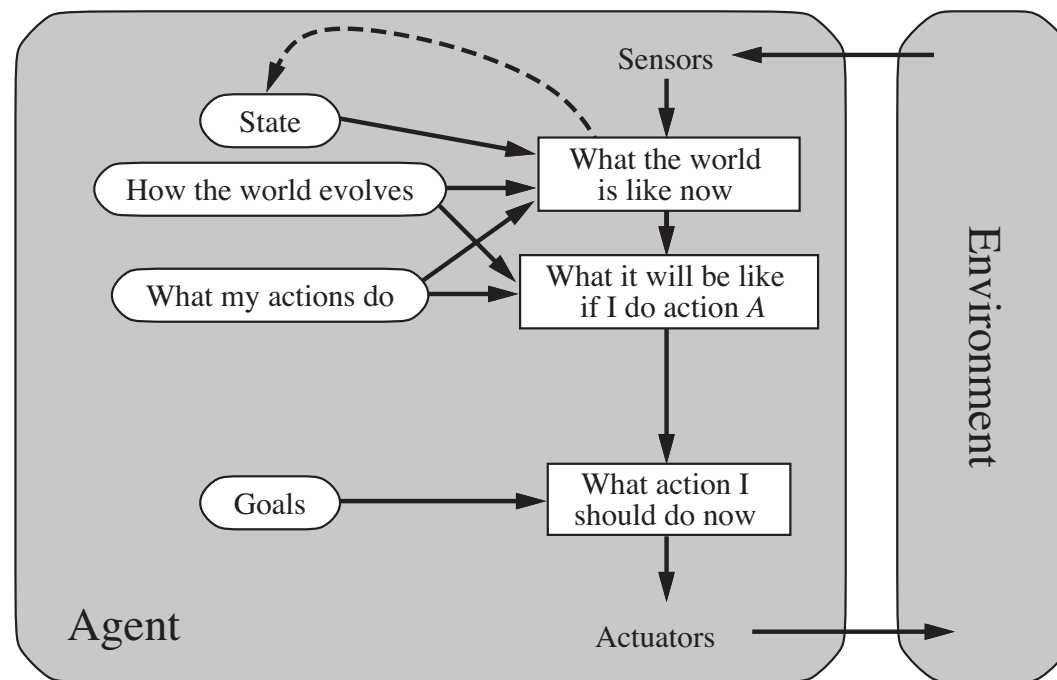 Sensors
State
What the world
is like now
How the world evolves
What my actions do
What it will be like
if I do action A
Environment
Goals
What action I
should do now
Agent
Actuators